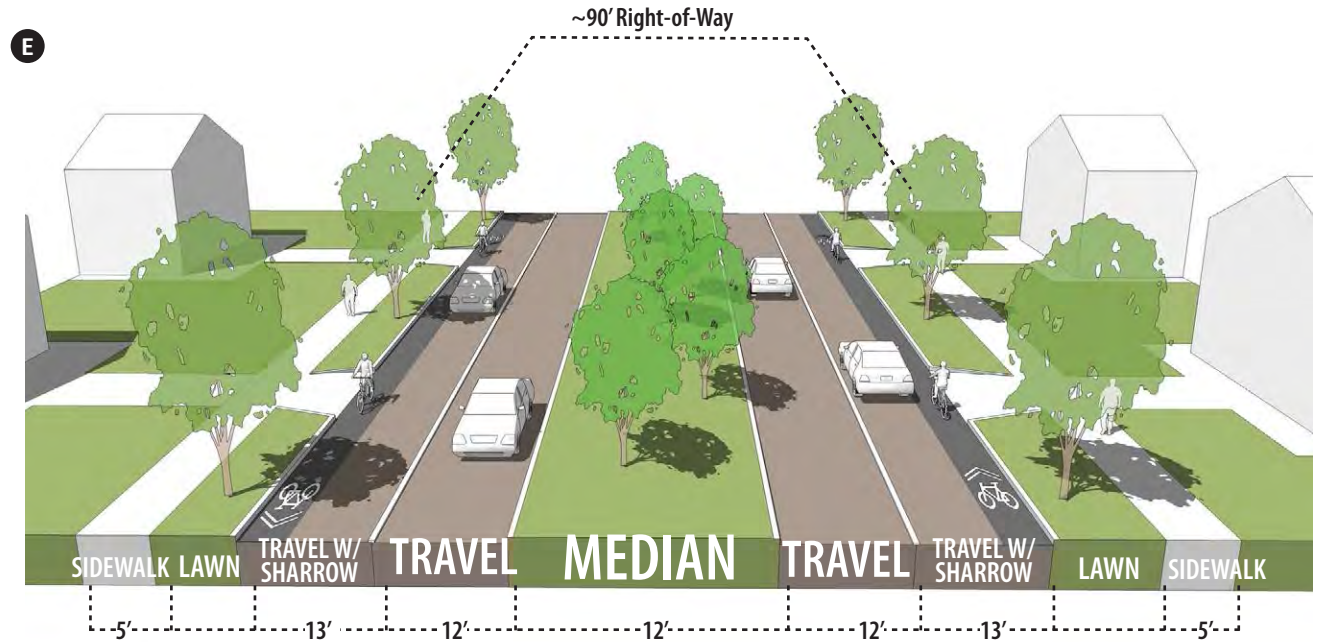 ~90’ Right-of-Way
E
SIDEWALK LAWN TRAVEL W/ SHARROW TRAVEL MEDIAN TRAVEL TRAVEL W/ SHARROW LAWN SIDEWALK
5’ 13’ 12’ 12’ 12’ 13’ 5’